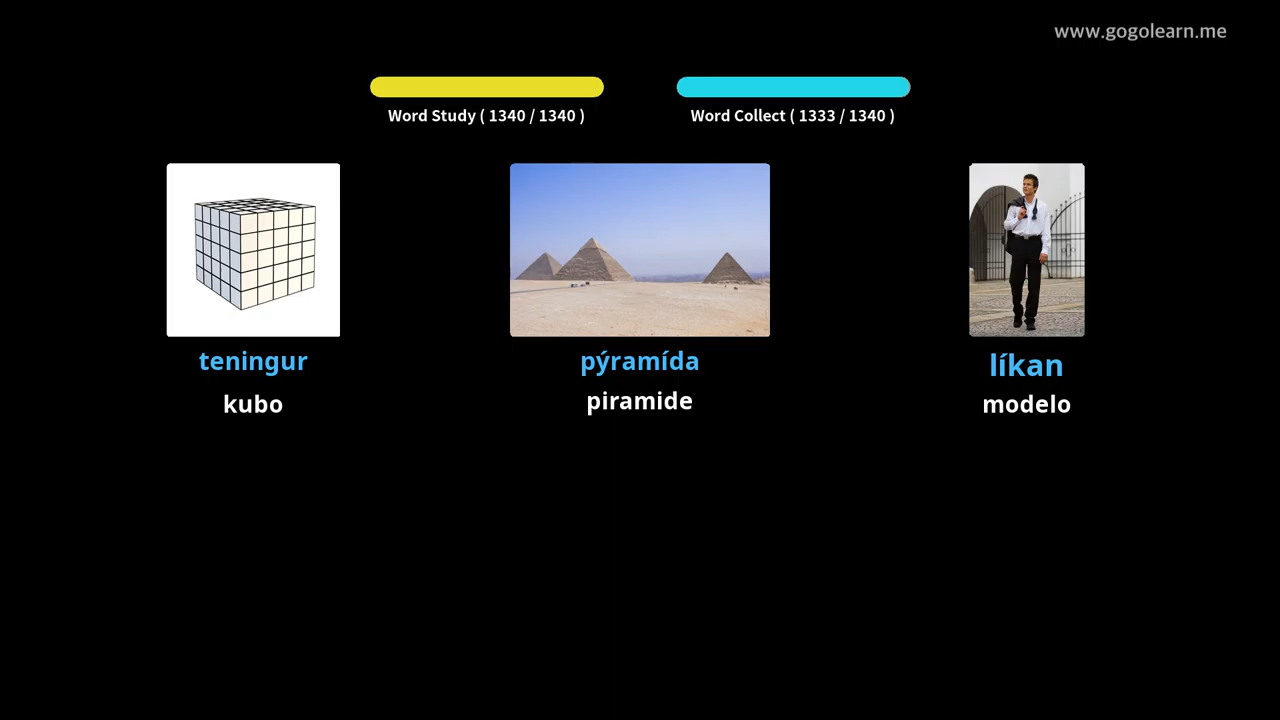 www.gogolearn.me
Word Study ( 1340 / 1340 )
Word Collect ( 1333 / 1340 )
teningur
pýramída
líkan
kubo
piramide
modelo